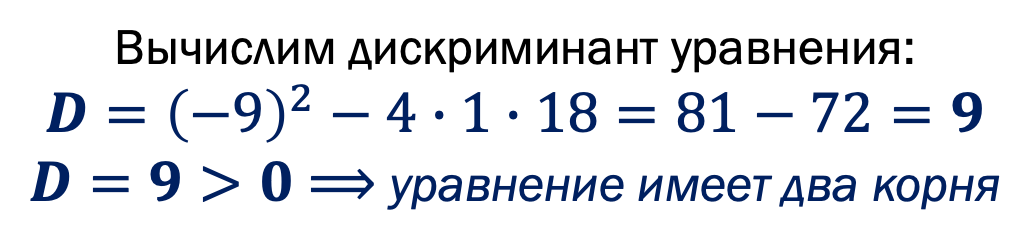 Вычислим дискриминант уравнения:
D = (−9)² − 4 · 1 · 18 = 81 − 72 = 9
D = 9 > 0 ⟹ уравнение имеет два корня